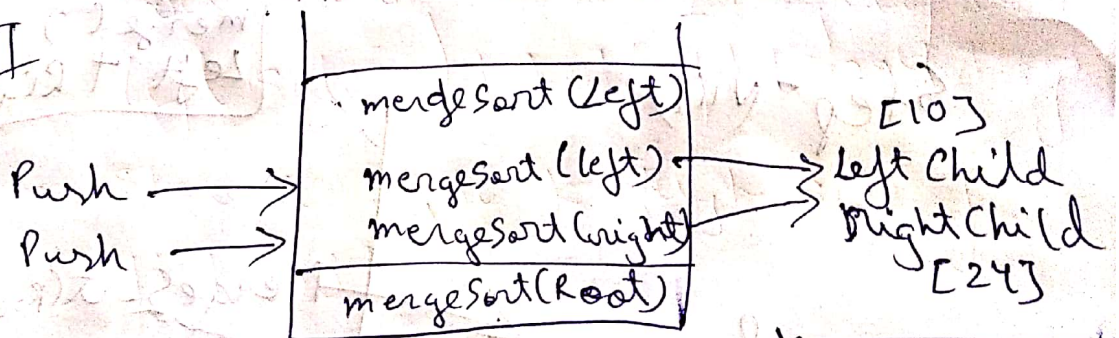 I
mergesort (Left)
[10]
Push mergesort (left) Left Child
Push mergesort (right) Right Child
[24]
mergesort (Root)